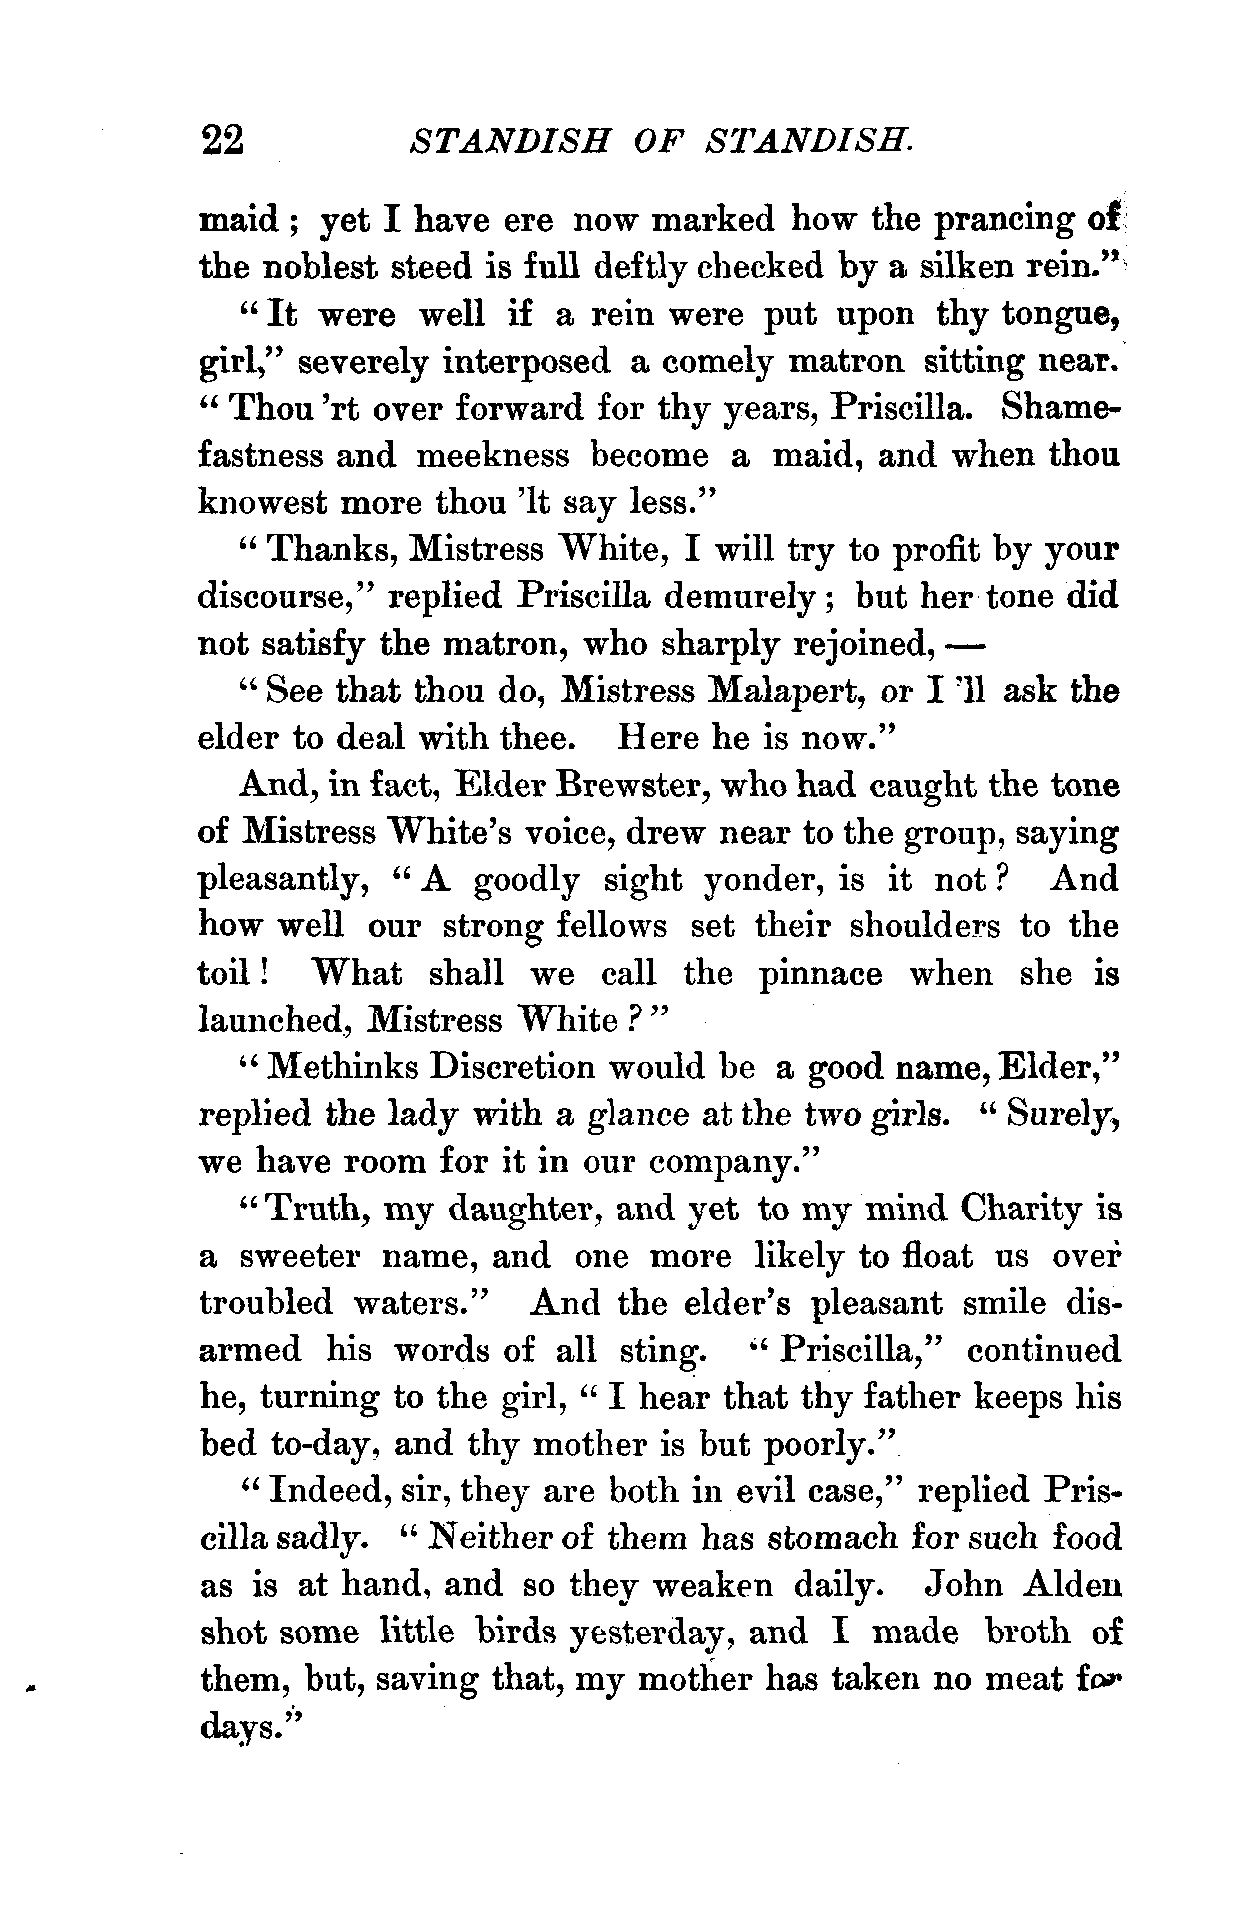 22 STANDISH OF STANDISH.
maid ; yet I have ere now marked how the prancing of
the noblest steed is full deftly checked by a silken rein."
" It were well if a rein were put upon thy tongue,
girl," severely interposed a comely matron sitting near.
" Thou 'rt over forward for thy years, Priscilla. Shame-
fastness and meekness become a maid, and when thou
knowest more thou 'lt say less."
" Thanks, Mistress White, I will try to profit by your
discourse," replied Priscilla demurely ; but her tone did
not satisfy the matron, who sharply rejoined, —
" See that thou do, Mistress Malapert, or I 'll ask the
elder to deal with thee. Here he is now."
And, in fact, Elder Brewster, who had caught the tone
of Mistress White's voice, drew near to the group, saying
pleasantly, " A goodly sight yonder, is it not ? And
how well our strong fellows set their shoulders to the
toil ! What shall we call the pinnace when she is
launched, Mistress White ? "
" Methinks Discretion would be a good name, Elder,"
replied the lady with a glance at the two girls. " Surely,
we have room for it in our company."
" Truth, my daughter, and yet to my mind Charity is
a sweeter name, and one more likely to float us over
troubled waters." And the elder's pleasant smile dis-
armed his words of all sting. " Priscilla," continued
he, turning to the girl, " I hear that thy father keeps his
bed to-day, and thy mother is but poorly."
" Indeed, sir, they are both in evil case," replied Pris-
cilla sadly. " Neither of them has stomach for such food
as is at hand, and so they weaken daily. John Alden
shot some little birds yesterday, and I made broth of
them, but, saving that, my mother has taken no meat for
days."